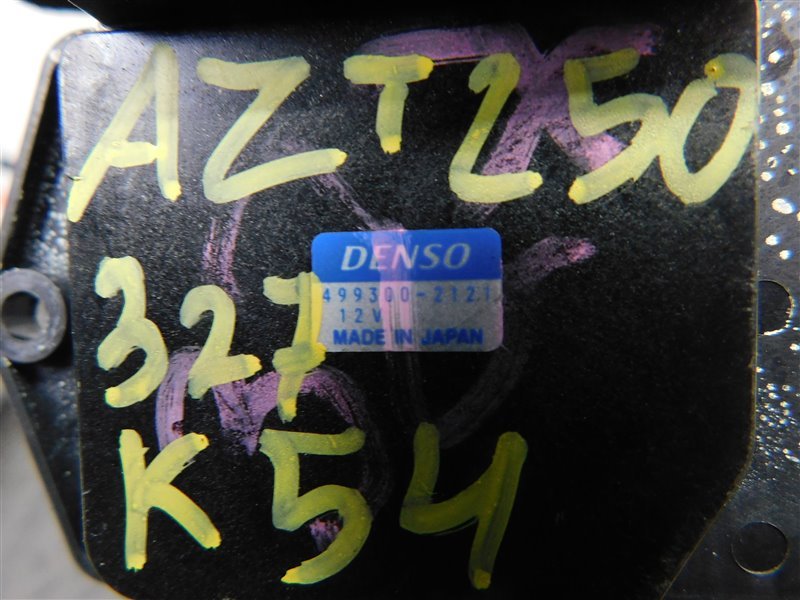 AZT250
DENSO
499300-2121
12V
MADE IN JAPAN
327
K54